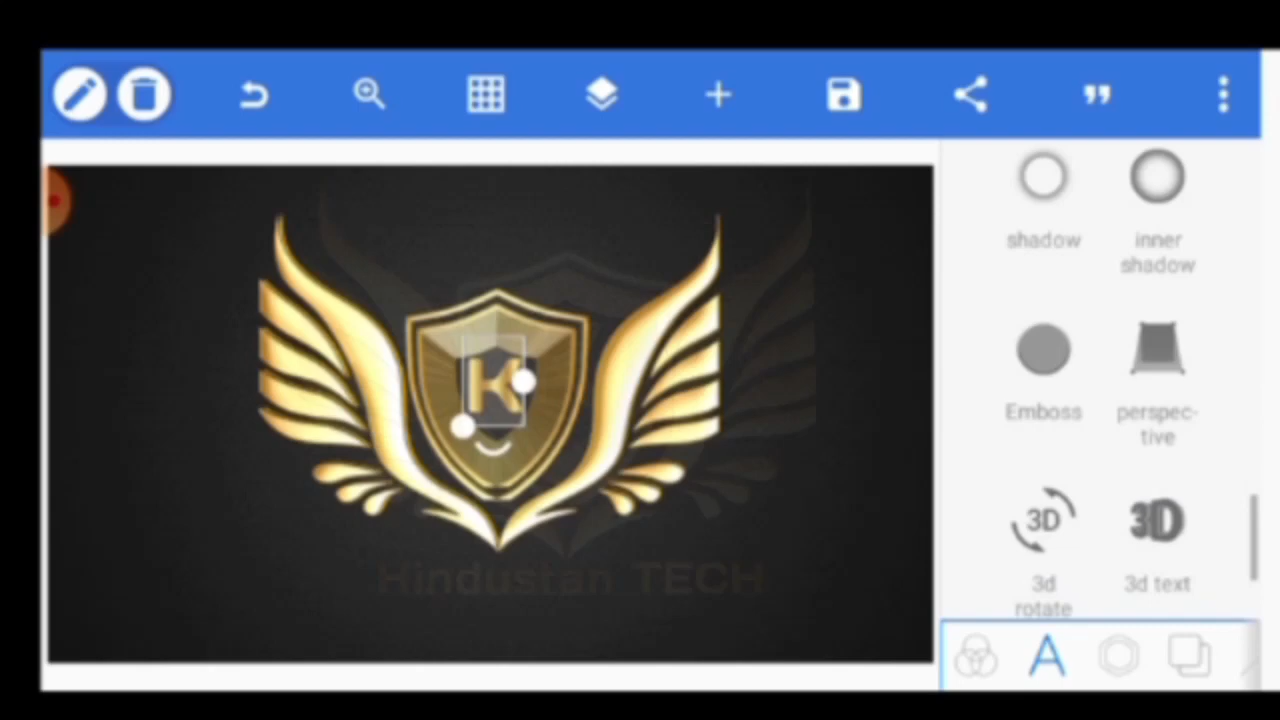 shadow
inner
shadow
K
Emboss
perspec-
tive
3D
3D
3d
rotate
3d text
Hindustan TECH
A